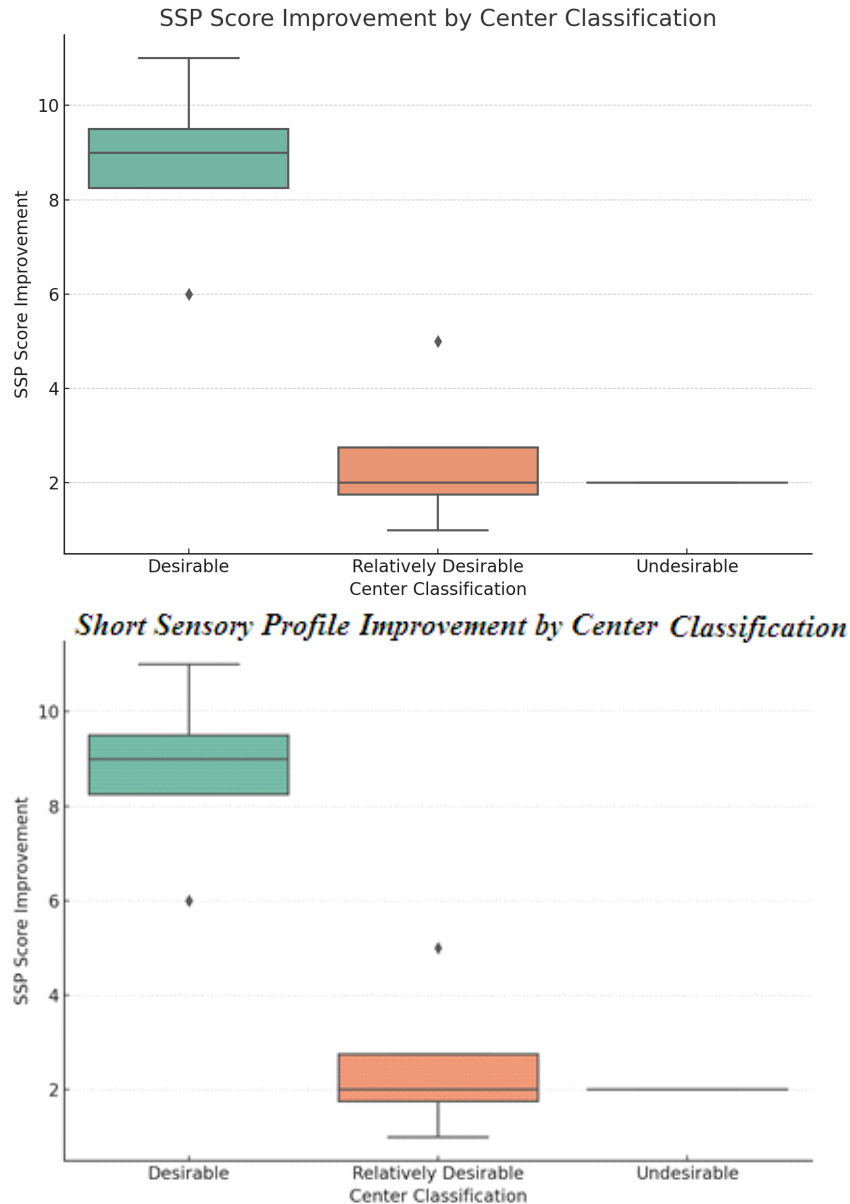 SSP Score Improvement by Center Classification
10
8
6
4
2
SSP Score Improvement
Desirable
Relatively Desirable
Undesirable
Center Classification
Short Sensory Profile Improvement by Center Classification
10
8
6
4
2
SSP Score Improvement
Desirable
Relatively Desirable
Undesirable
Center Classification